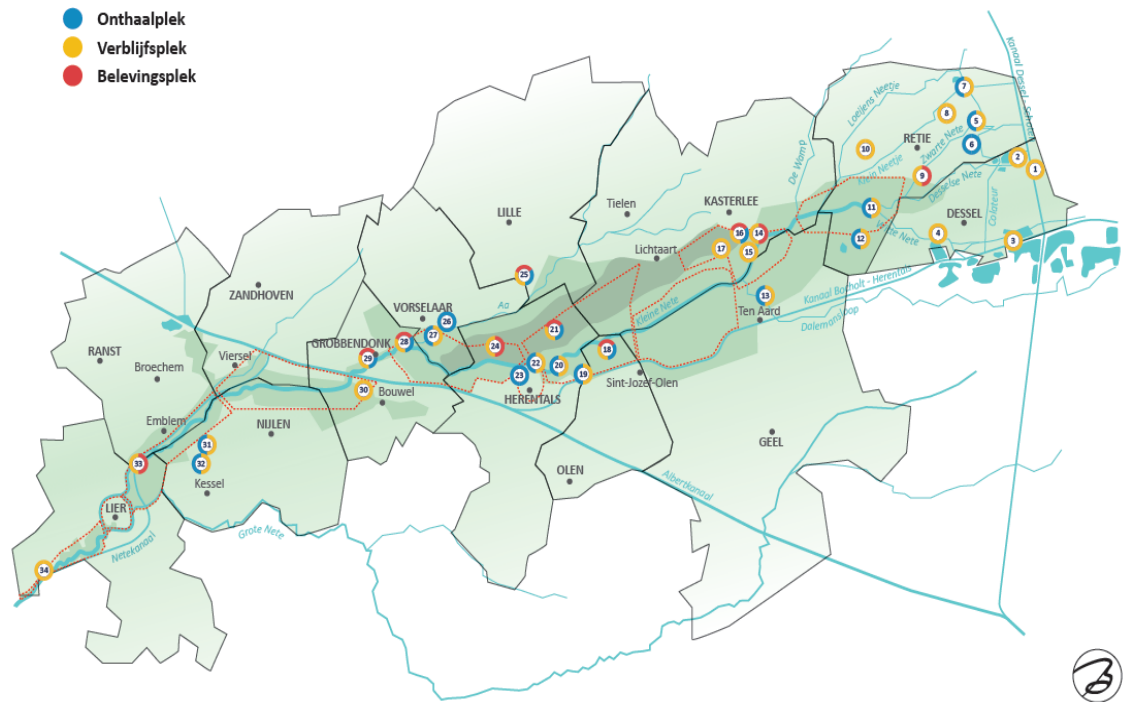 Onthaalplek
Verblijfsplek
Belevingsplek
Kanaal Dessel - Schoten
Loeijens Neetje
7
8
5
RETIE
Zwarte Nete
6
10
De Wamp
Klein Neetje
2
1
9
Desselse Nete
Tielen
KASTERLEE
LILLE
11
DESSEL
Colateur
Witte Nete
16
14
4
12
3
17
15
Lichtaart
25
ZANDHOVEN
Kanaal Bocholt - Herentals
13
Aa
VORSELAAR
Kleine Nete
Ten Aard
Dalemansloop
26
27
21
28
GROBBENDONK
24
18
RANST
Viersel
29
Broechem
22
20
23
19
Sint-Jozef-Olen
30
Bouwel
HERENTALS
Emblem
NIJLEN
31
GEEL
33
32
OLEN
Kessel
Albertkanaal
LIER
Grote Nete
Netekanaal
34